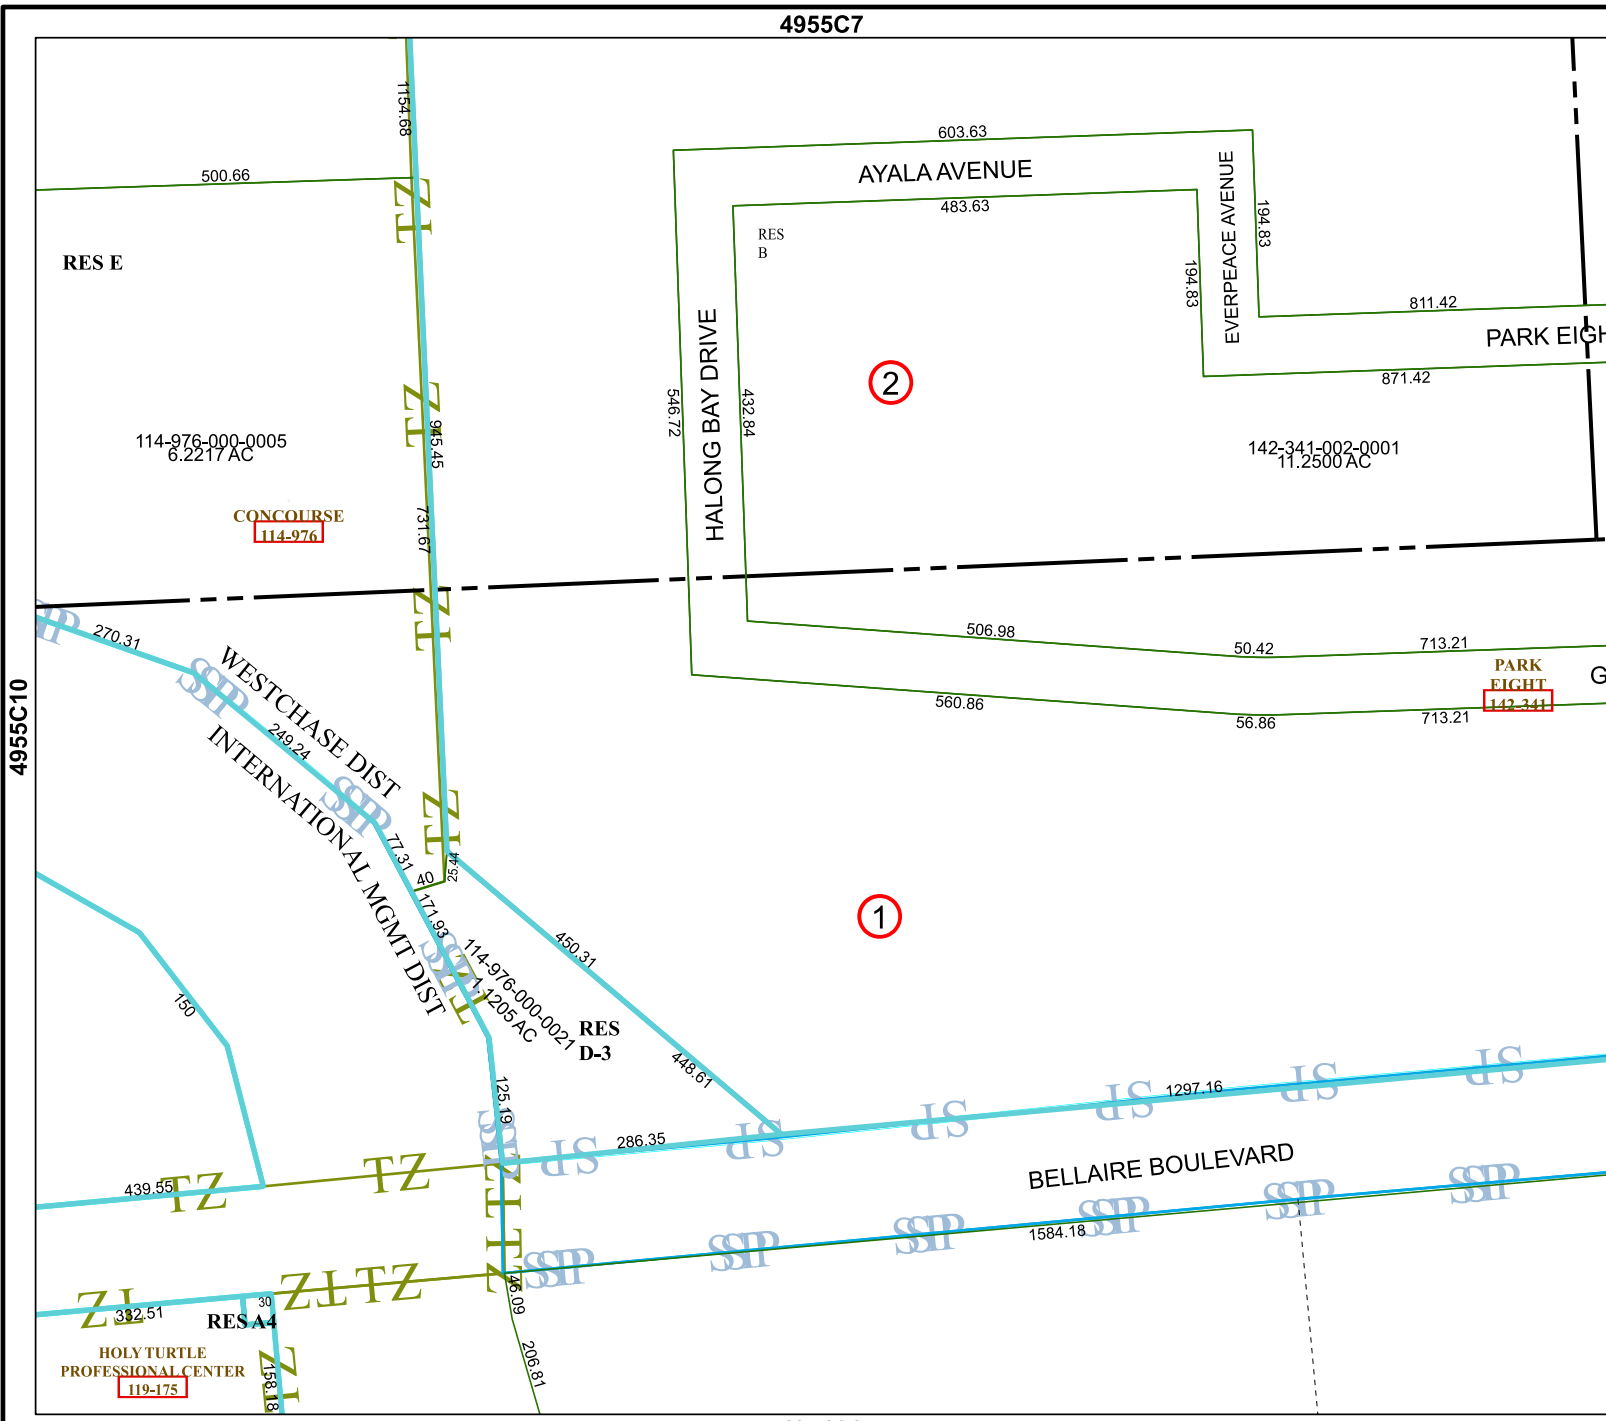 4955C7
1154.68
603.63
AYALA AVENUE
500.66
483.63
EVERPEACE AVENUE
194.83
RES
B
RES E
194.83
811.42
PARK EIGH
HALONG BAY DRIVE
2
871.42
546.72
432.84
114-976-000-0005
6.2217 AC
945.45
142-341-002-0001
11.2500 AC
CONCOURSE
114-976
731.67
270.31
506.98
50.42
713.21
WESTCHASE DIST
PARK
EIGHT
142-341
G
560.86
56.86
713.21
4955C10
249.24
INTERNATIONAL MGMT DIST
77.31
40
25.44
171.93
1
450.31
114-976-000-0021
1.1205 AC
150
RES
D-3
448.61
125.19
1297.16
286.35
BELLAIRE BOULEVARD
439.55
TZ
TZ
1584.18
46.09
30
332.51
RES A4
HOLY TURTLE
PROFESSIONAL CENTER
119-175
158.18
206.81